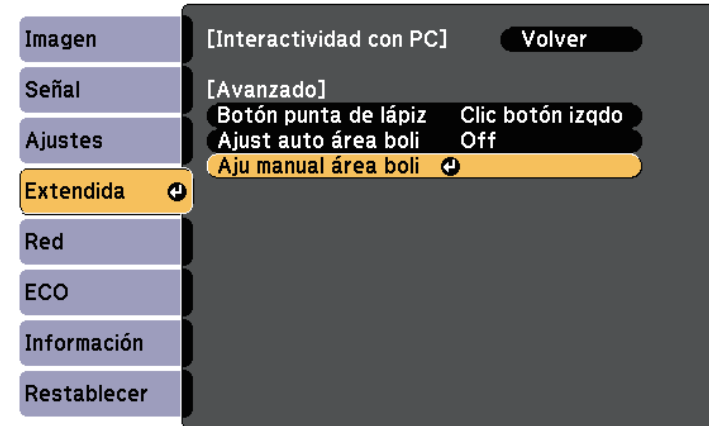 Imagen
Señal
Ajustes
Extendida
Red
ECO
Información
Restablecer
[Interactividad con PC] Volver
[Avanzado]
Botón punta de lápiz Clic botón izqdo
Ajust auto área boli Off
Aju manual área boli